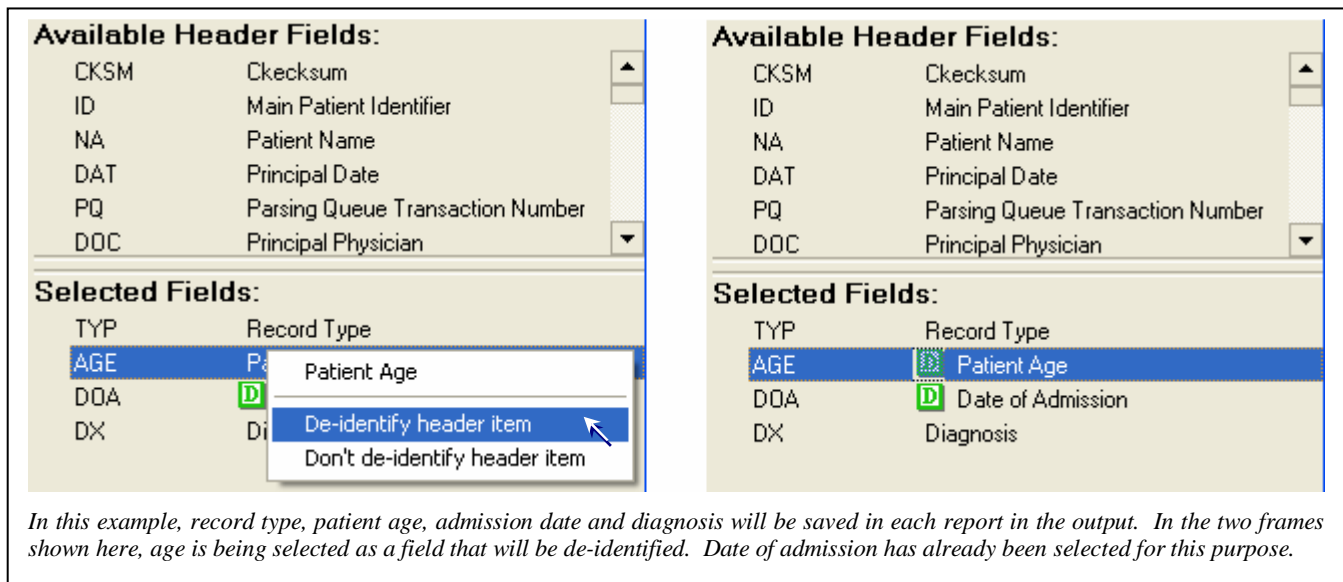 Available Header Fields:
CKSM Ckecksum
ID Main Patient Identifier
NA Patient Name
DAT Principal Date
PQ Parsing Queue Transaction Number
DOC Principal Physician
Selected Fields:
TYP Record Type
AGE Pa
DOA D
DX Di
Patient Age
De-identify header item
Don't de-identify header item
Available Header Fields:
CKSM Ckecksum
ID Main Patient Identifier
NA Patient Name
DAT Principal Date
PQ Parsing Queue Transaction Number
DOC Principal Physician
Selected Fields:
TYP Record Type
AGE D Patient Age
DOA D Date of Admission
DX Diagnosis
In this example, record type, patient age, admission date and diagnosis will be saved in each report in the output. In the two frames
shown here, age is being selected as a field that will be de-identified. Date of admission has already been selected for this purpose.